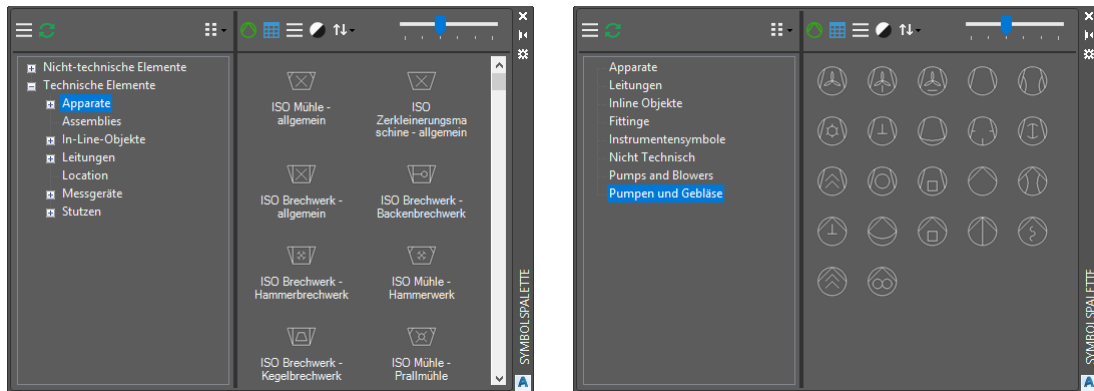 Nicht-technische Elemente
Technische Elemente
Apparate
Assemblies
In-Line-Objekte
Leitungen
Location
Messgeräte
Stutzen
ISO Mühle -
allgemein
ISO
Zerkleinerungsma
schine - allgemein
ISO Brechwerk -
allgemein
ISO Brechwerk -
Backenbrechwerk
ISO Brechwerk -
Hammerbrechwerk
ISO Mühle -
Hammerwerk
ISO Brechwerk -
Kegelbrechwerk
ISO Mühle -
Prallmühle
SYMBOLSPALETTE
Apparate
Leitungen
Inline Objekte
Fittinge
Instrumentensymbole
Nicht Technisch
Pumps and Blowers
Pumpen und Gebläse
SYMBOLSPALETTE